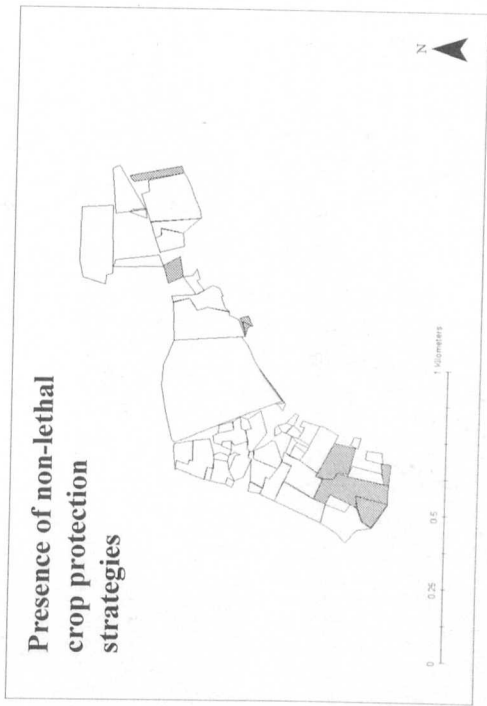 Presence of non-lethal
crop protection
strategies
N
0
0.25
0.5
1 Kilometers